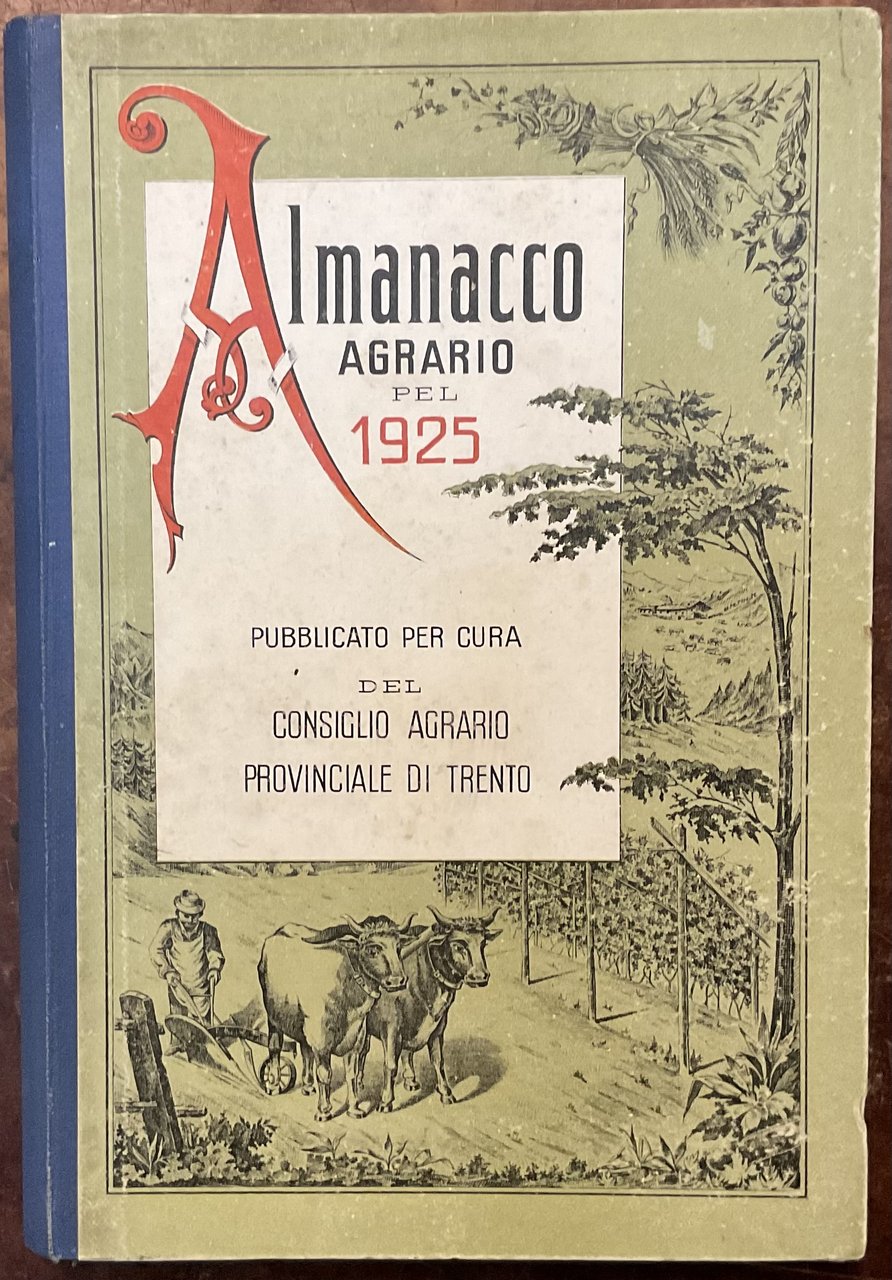 Almanacco
AGRARIO
PEL
1925
PUBBLICATO PER CURA
DEL
CONSIGLIO AGRARIO
PROVINCIALE DI TRENTO